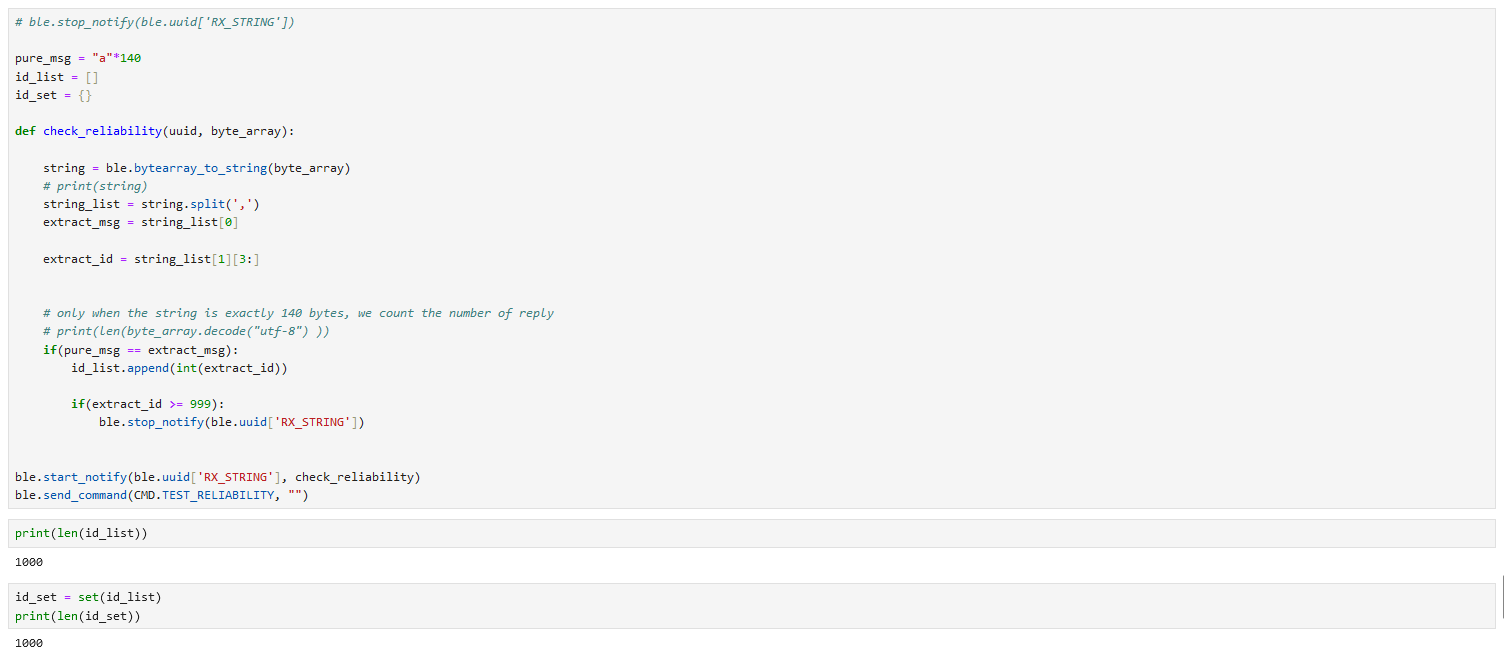 # ble.stop_notify(ble.uuid['RX_STRING'])
pure_msg = "a"*140
id_list = []
id_set = {}
def check_reliability(uuid, byte_array):
string = ble.bytearray_to_string(byte_array)
# print(string)
string_list = string.split(',')
extract_msg = string_list[0]
extract_id = string_list[1][3:]
# only when the string is exactly 140 bytes, we count the number of reply
# print(len(byte_array.decode("utf-8") ))
if(pure_msg == extract_msg):
id_list.append(int(extract_id))
if(extract_id >= 999):
ble.stop_notify(ble.uuid['RX_STRING'])
ble.start_notify(ble.uuid['RX_STRING'], check_reliability)
ble.send_command(CMD.TEST_RELIABILITY, "")
print(len(id_list))
1000
id_set = set(id_list)
print(len(id_set))
1000